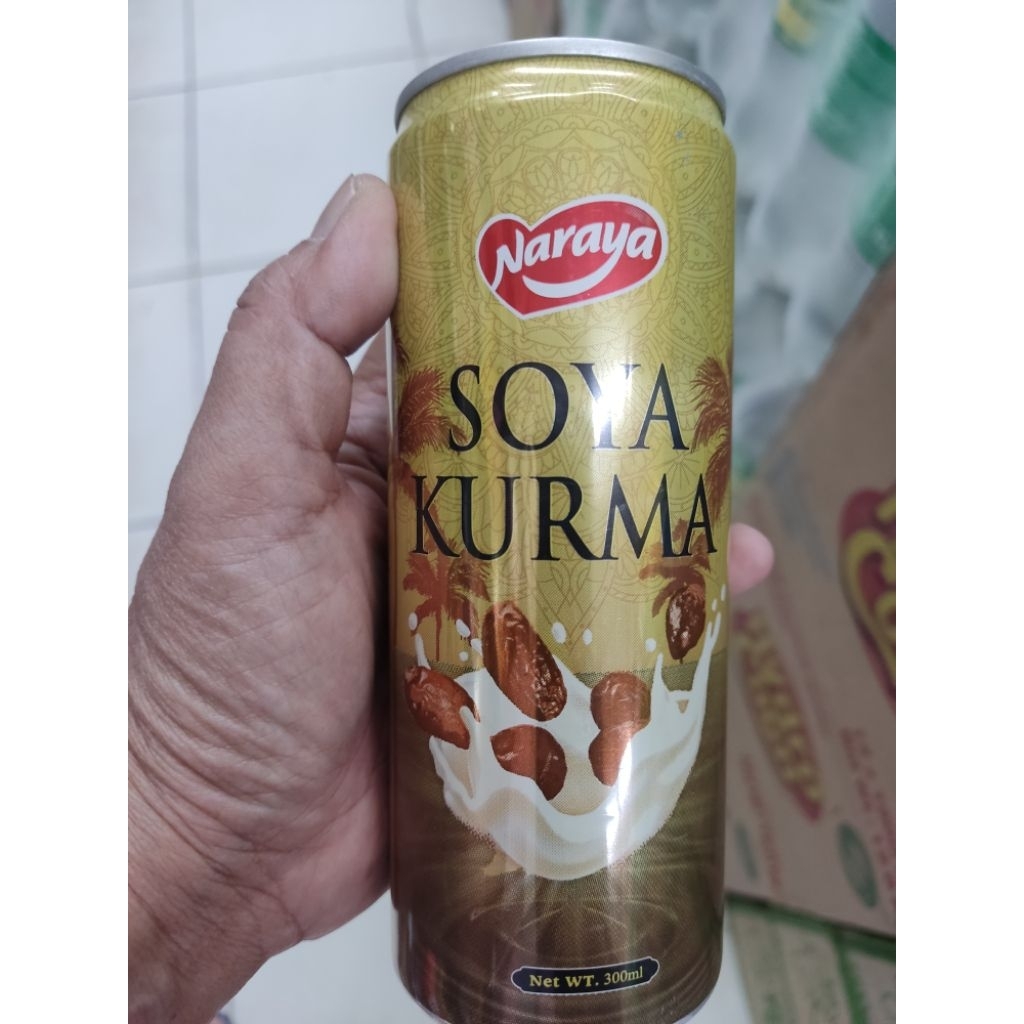 Naraya
SOYA
KURMA
Net WT. 300ml